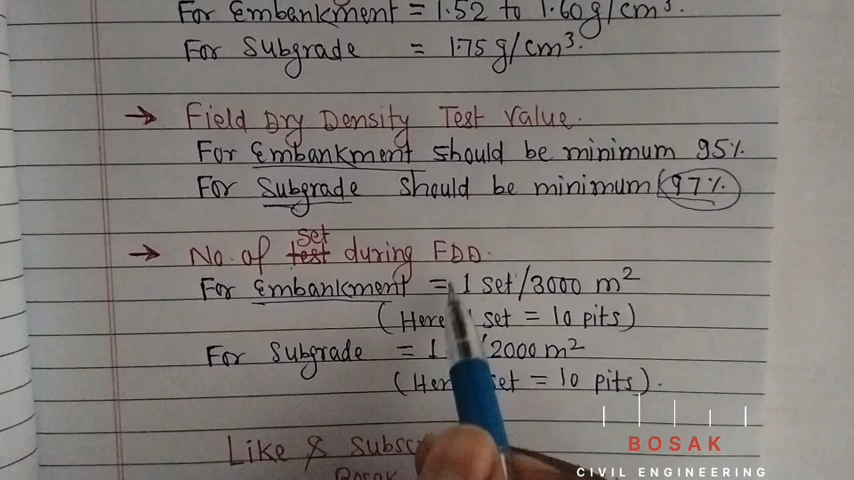 For Embankment = 1.52 to 1.60 g/cm³.
For Subgrade = 1.75 g/cm³.
→ Field Dry Density Test Value.
For Embankment should be minimum 95%
For Subgrade should be minimum 97%
→ No. of test set during FDD.
For Embankment = 1 set/3000 m²
(Here set = 10 pits)
For Subgrade = 1 /2000 m²
(Her set = 10 pits).
Like & Subsc
Bosak
BOSAK
CIVIL ENGINEERING